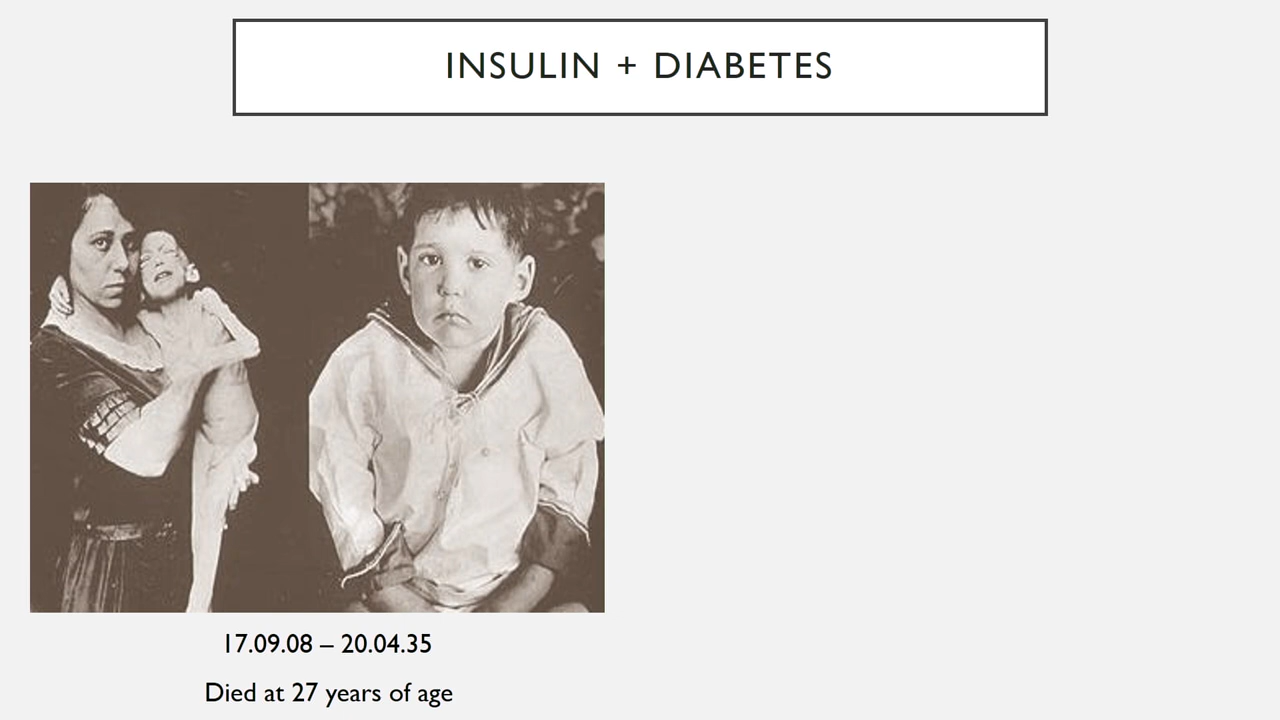 INSULIN + DIABETES
17.09.08 – 20.04.35
Died at 27 years of age